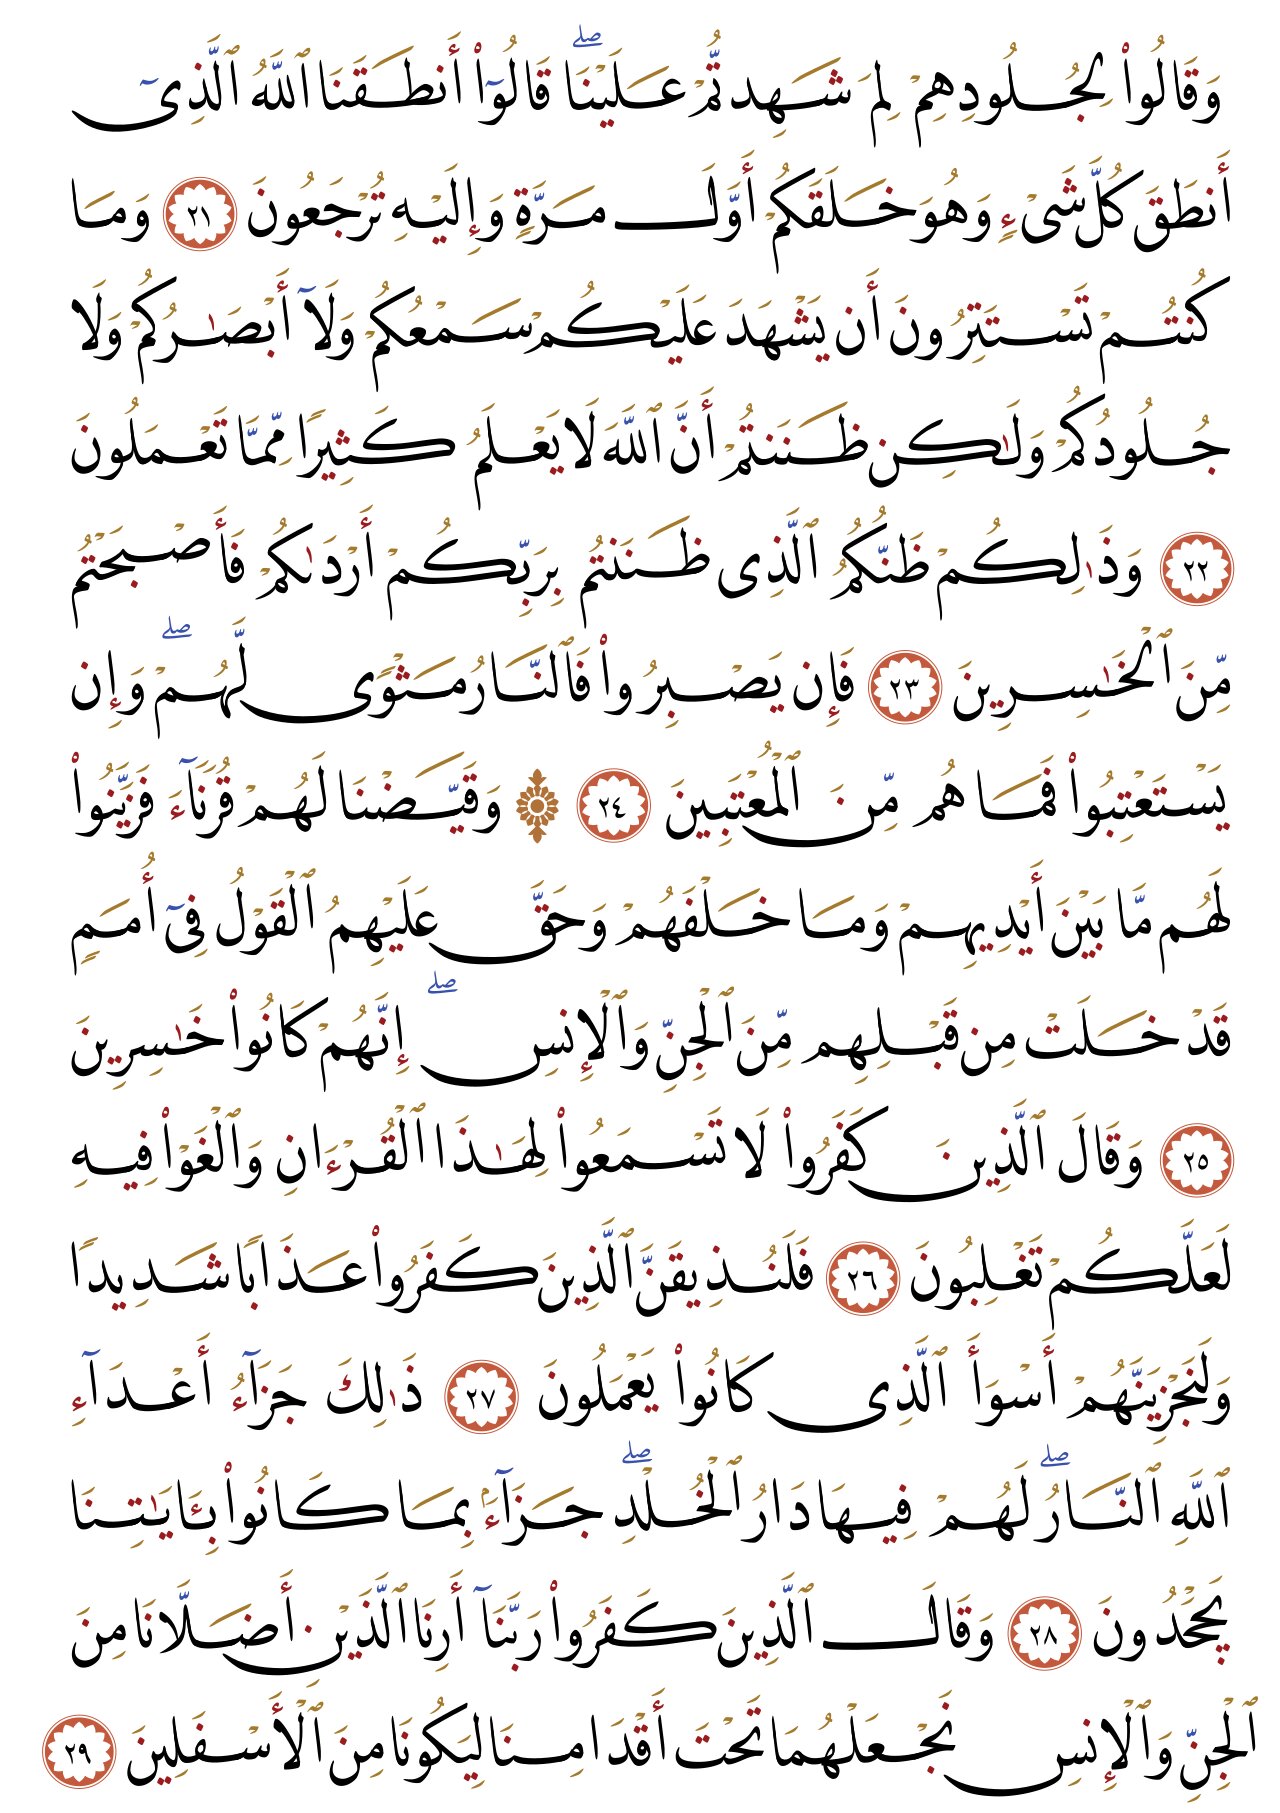 وَقَالُوا۟ لِجُلُودِهِمْ لِمَ شَهِدتُّمْ عَلَيْنَا ۖ قَالُوٓا۟ أَنطَقَنَا ٱللَّهُ ٱلَّذِىٓ
أَنطَقَ كُلَّ شَىْءٍ وَهُوَ خَلَقَكُمْ أَوَّلَ مَرَّةٍ وَإِلَيْهِ تُرْجَعُونَ ٢١ وَمَا
كُنتُمْ تَسْتَتِرُونَ أَن يَشْهَدَ عَلَيْكُمْ سَمْعُكُمْ وَلَآ أَبْصَـٰرُكُمْ وَلَا
جُلُودُكُمْ وَلَـٰكِن ظَنَنتُمْ أَنَّ ٱللَّهَ لَا يَعْلَمُ كَثِيرًا مِّمَّا تَعْمَلُونَ
٢٢ وَذَٰلِكُمْ ظَنُّكُمُ ٱلَّذِى ظَنَنتُم بِرَبِّكُمْ أَرْدَىٰكُمْ فَأَصْبَحْتُم
مِّنَ ٱلْخَـٰسِرِينَ ٢٣ فَإِن يَصْبِرُوا۟ فَٱلنَّارُ مَثْوًى لَّهُمْ ۖ وَإِن
يَسْتَعْتِبُوا۟ فَمَا هُم مِّنَ ٱلْمُعْتَبِينَ ٢٤ ۞ وَقَيَّضْنَا لَهُمْ قُرَنَآءَ فَزَيَّنُوا۟
لَهُم مَّا بَيْنَ أَيْدِيهِمْ وَمَا خَلْفَهُمْ وَحَقَّ عَلَيْهِمُ ٱلْقَوْلُ فِىٓ أُمَمٍ
قَدْ خَلَتْ مِن قَبْلِهِم مِّنَ ٱلْجِنِّ وَٱلْإِنسِ ۖ إِنَّهُمْ كَانُوا۟ خَـٰسِرِينَ
٢٥ وَقَالَ ٱلَّذِينَ كَفَرُوا۟ لَا تَسْمَعُوا۟ لِهَـٰذَا ٱلْقُرْءَانِ وَٱلْغَوْا۟ فِيهِ
لَعَلَّكُمْ تَغْلِبُونَ ٢٦ فَلَنُذِيقَنَّ ٱلَّذِينَ كَفَرُوا۟ عَذَابًا شَدِيدًا
وَلَنَجْزِيَنَّهُمْ أَسْوَأَ ٱلَّذِى كَانُوا۟ يَعْمَلُونَ ٢٧ ذَٰلِكَ جَزَآءُ أَعْدَآءِ
ٱللَّهِ ٱلنَّارُ ۖ لَهُمْ فِيهَا دَارُ ٱلْخُلْدِ ۖ جَزَآءًۢ بِمَا كَانُوا۟ بِـَٔايَـٰتِنَا
يَجْحَدُونَ ٢٨ وَقَالَ ٱلَّذِينَ كَفَرُوا۟ رَبَّنَآ أَرِنَا ٱلَّذَيْنِ أَضَلَّانَا مِنَ
ٱلْجِنِّ وَٱلْإِنسِ نَجْعَلْهُمَا تَحْتَ أَقْدَامِنَا لِيَكُونَا مِنَ ٱلْأَسْفَلِينَ ٢٩